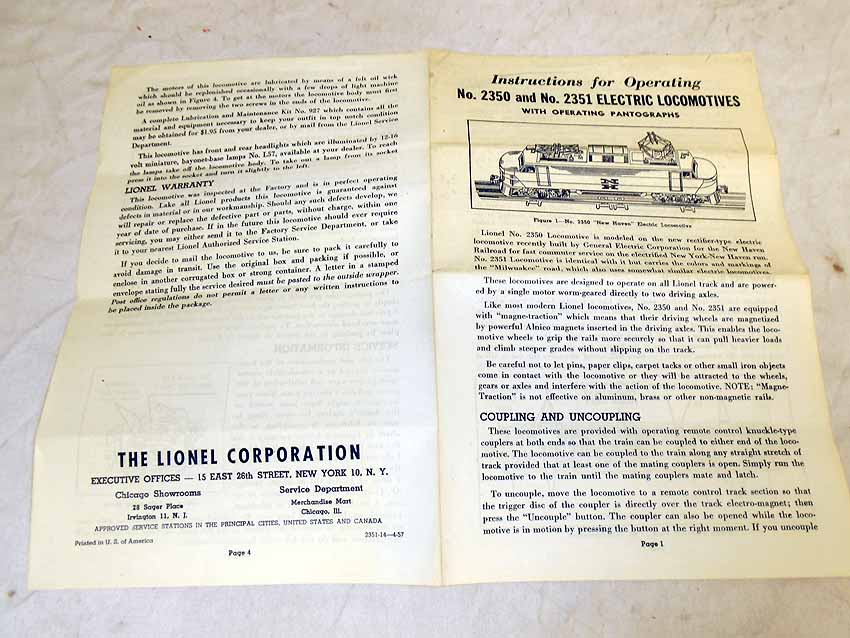 The motors of this locomotive are lubricated by means of a felt oil wick
which should be replenished occasionally with a few drops of light machine
oil as shown in Figure 4. To get at the motors the locomotive body must first
be removed by removing the two screws in the ends of the locomotive.
A complete Lubrication and Maintenance Kit No. 927 which contains all the
material and equipment necessary to keep your outfit in top notch condition
may be obtained for $1.95 from your dealer, or by mail from the Lionel Service
Department.
This locomotive has front and rear headlights which are illuminated by 12-16
volt miniature, bayonet-base lamps No. L57, available at your dealer. To reach
the lamps take off the locomotive body. To take out a lamp from its socket
press it into the socket and turn it slightly to the left.
LIONEL WARRANTY
This locomotive was inspected at the Factory and is in perfect operating
condition. Like all Lionel products this locomotive is guaranteed against
defects in material or in our workmanship. Should any such defects develop, we
will repair or replace the defective part or parts, without charge, within one
year of date of purchase. If in the future this locomotive should ever require
servicing, you may either send it to the Factory Service Department, or take
it to your nearest Lionel Authorized Service Station.
If you decide to mail the locomotive to us, be sure to pack it carefully to
avoid damage in transit. Use the original box and packing if possible, or
enclose in another corrugated box or strong container. A letter in a stamped
envelope stating fully the service desired must be pasted to the outside wrapper.
Post office regulations do not permit a letter or any written instructions to
be placed inside the package.
THE LIONEL CORPORATION
EXECUTIVE OFFICES — 15 EAST 26th STREET, NEW YORK 10, N. Y.
Chicago Showrooms Service Department
28 Sager Place Merchandise Mart
Irvington 11, N. J. Chicago, Ill.
APPROVED SERVICE STATIONS IN THE PRINCIPAL CITIES, UNITED STATES AND CANADA
Printed in U. S. of America 2351-14—4-57
Page 4
Instructions for Operating
No. 2350 and No. 2351 ELECTRIC LOCOMOTIVES
WITH OPERATING PANTOGRAPHS
Figure 1—No. 2350 "New Haven" Electric Locomotive
Lionel No. 2350 Locomotive is modeled on the new rectifier-type electric
locomotive recently built by General Electric Corporation for the New Haven
Railroad for fast commuter service on the electrified New York-New Haven run.
No. 2351 Locomotive is identical with it but carries the colors and markings of
the "Milwaukee" road, which also uses somewhat similar electric locomotives.
These locomotives are designed to operate on all Lionel track and are power-
ed by a single motor worm-geared directly to two driving axles.
Like most modern Lionel locomotives, No. 2350 and No. 2351 are equipped
with "magne-traction" which means that their driving wheels are magnetized
by powerful Alnico magnets inserted in the driving axles. This enables the loco-
motive wheels to grip the rails more securely so that it can pull heavier loads
and climb steeper grades without slipping on the track.
Be careful not to let pins, paper clips, carpet tacks or other small iron objects
come in contact with the locomotive or they will be attracted to the wheels,
gears or axles and interfere with the action of the locomotive. NOTE: "Magne-
Traction" is not effective on aluminum, brass or other non-magnetic rails.
COUPLING AND UNCOUPLING
These locomotives are provided with operating remote control knuckle-type
couplers at both ends so that the train can be coupled to either end of the loco-
motive. The locomotive can be coupled to the train along any straight stretch of
track provided that at least one of the mating couplers is open. Simply run the
locomotive to the train until the mating couplers mate and latch.
To uncouple, move the locomotive to a remote control track section so that
the trigger disc of the coupler is directly over the track electro-magnet; then
press the "Uncouple" button. The coupler can also be opened while the loco-
motive is in motion by pressing the button at the right moment. If you uncouple
Page 1